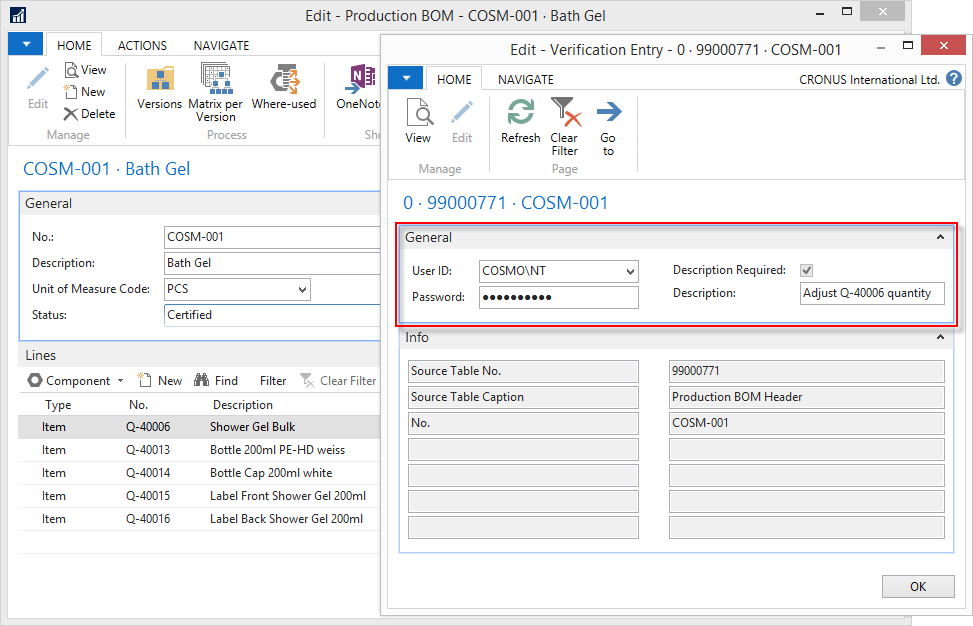 Edit - Production BOM - COSM-001 · Bath Gel
HOME ACTIONS NAVIGATE
Edit
View
New
Delete
Manage
Versions
Matrix per
Version
Where-used
Process
OneNot
Sh
COSM-001 · Bath Gel
General
No.: COSM-001
Description: Bath Gel
Unit of Measure Code: PCS
Status: Certified
Lines
Component New Find Filter Clear Filter
Type No. Description
Item Q-40006 Shower Gel Bulk
Item Q-40013 Bottle 200ml PE-HD weiss
Item Q-40014 Bottle Cap 200ml white
Item Q-40015 Label Front Shower Gel 200ml
Item Q-40016 Label Back Shower Gel 200ml
Edit - Verification Entry - 0 · 99000771 · COSM-001
HOME NAVIGATE
CRONUS International Ltd. ?
View
Edit
Manage
Refresh
Clear
Filter
Go
to
Page
0 · 99000771 · COSM-001
General
User ID: COSMO\NT
Password: ●●●●●●●●●●
Description Required:
Description: Adjust Q-40006 quantity
Info
Source Table No. 99000771
Source Table Caption Production BOM Header
No. COSM-001
OK